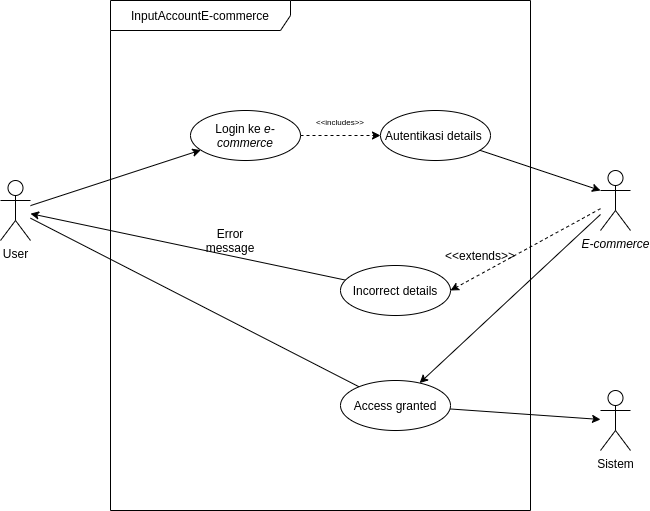 InputAccountE-commerce
<<includes>>
Login ke e-
commerce
Autentikasi details
User
Error
message
<<extends>>
E-commerce
Incorrect details
Access granted
Sistem